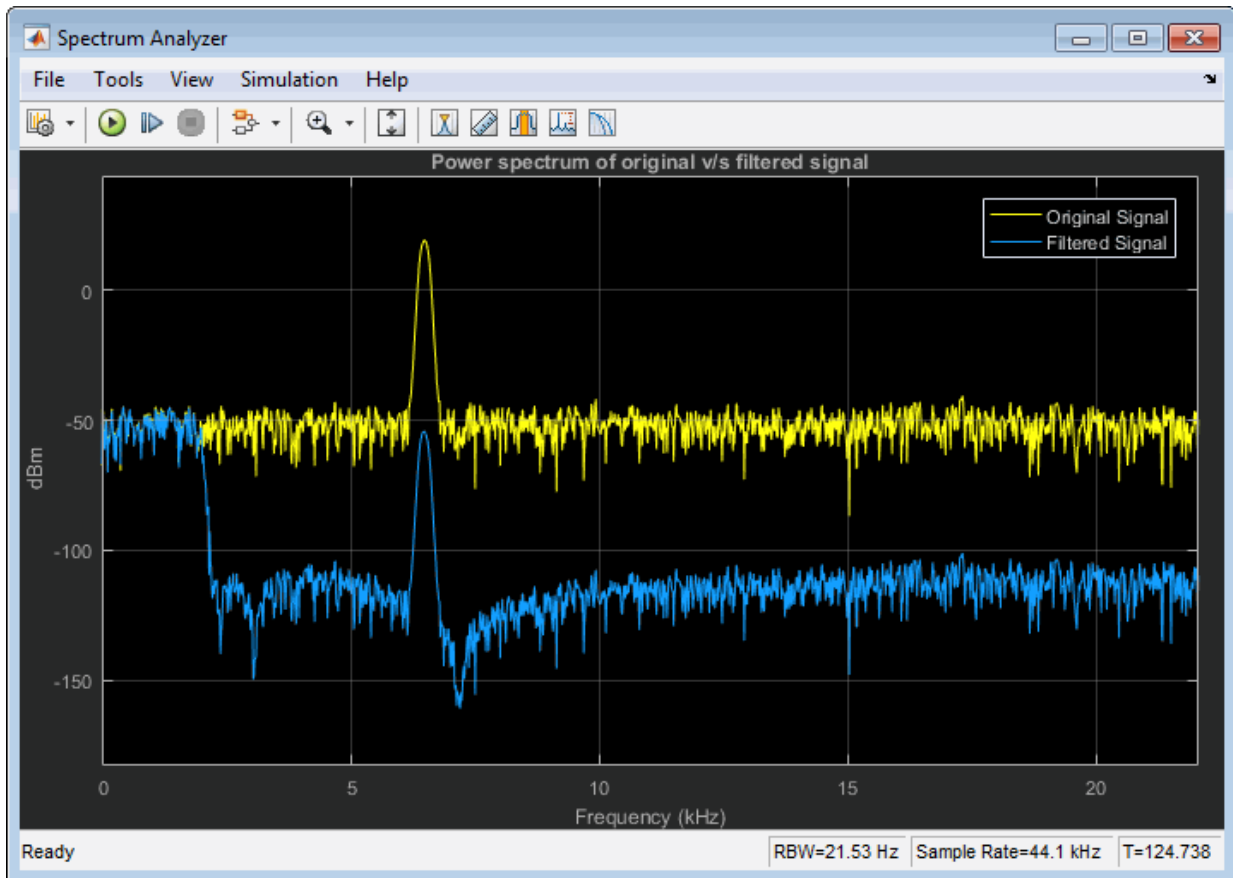 Spectrum Analyzer
File Tools View Simulation Help
Power spectrum of original v/s filtered signal
Original Signal
Filtered Signal
0
-50
-100
-150
dBm
0 5 10 15 20
Frequency (kHz)
Ready RBW=21.53 Hz Sample Rate=44.1 kHz T=124.738